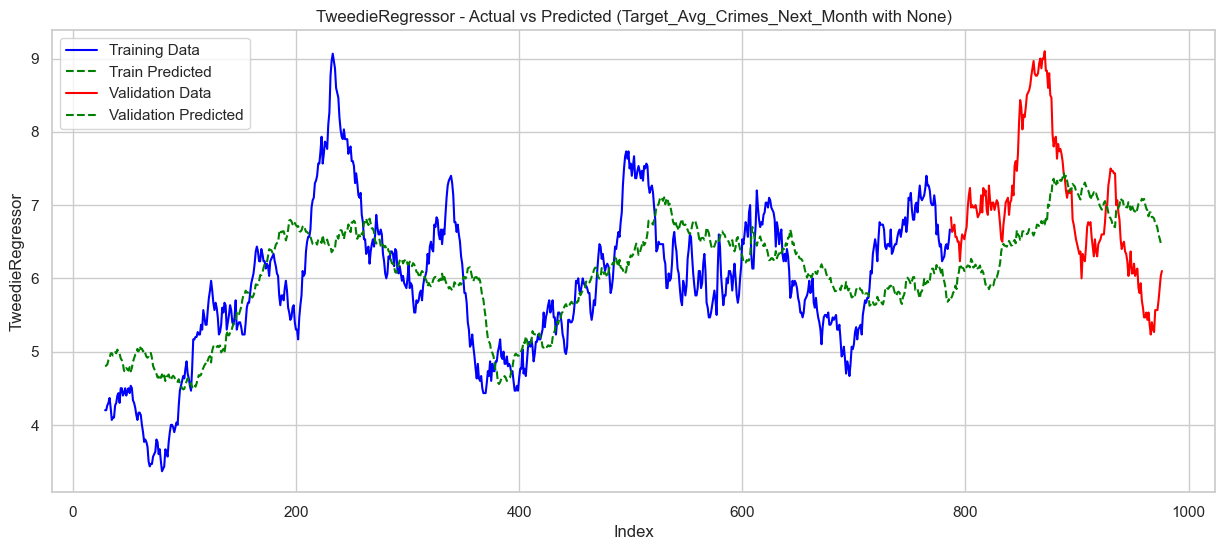 TweedieRegressor - Actual vs Predicted (Target_Avg_Crimes_Next_Month with None)
Training Data
Train Predicted
Validation Data
Validation Predicted
TweedieRegressor
9
8
7
6
5
4
0
200
400
600
800
1000
Index